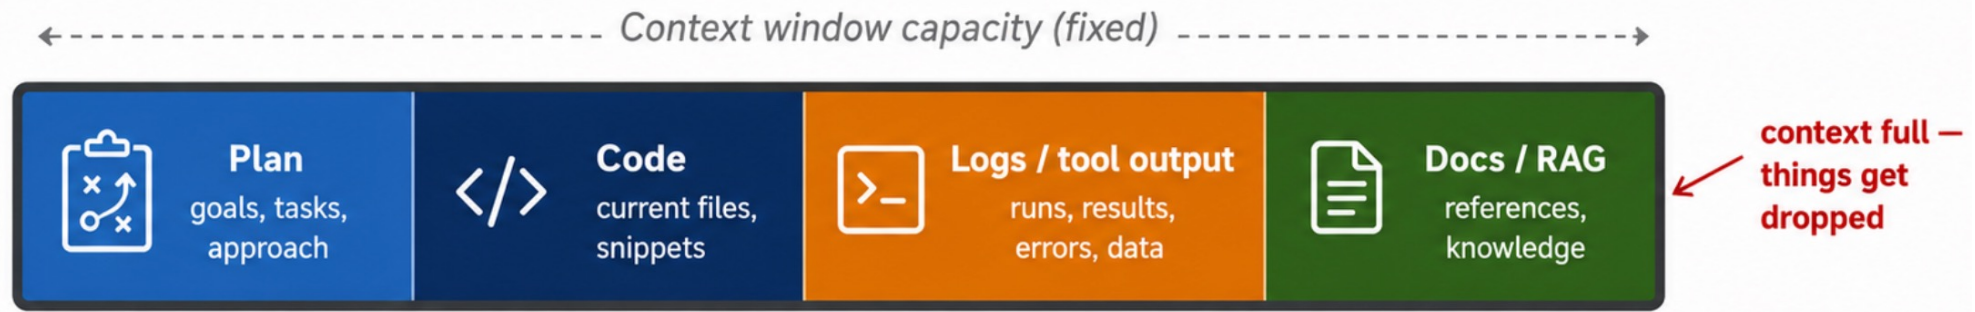 Context window capacity (fixed)
Plan
goals, tasks,
approach
Code
current files,
snippets
Logs / tool output
runs, results,
errors, data
Docs / RAG
references,
knowledge
context full —
things get
dropped